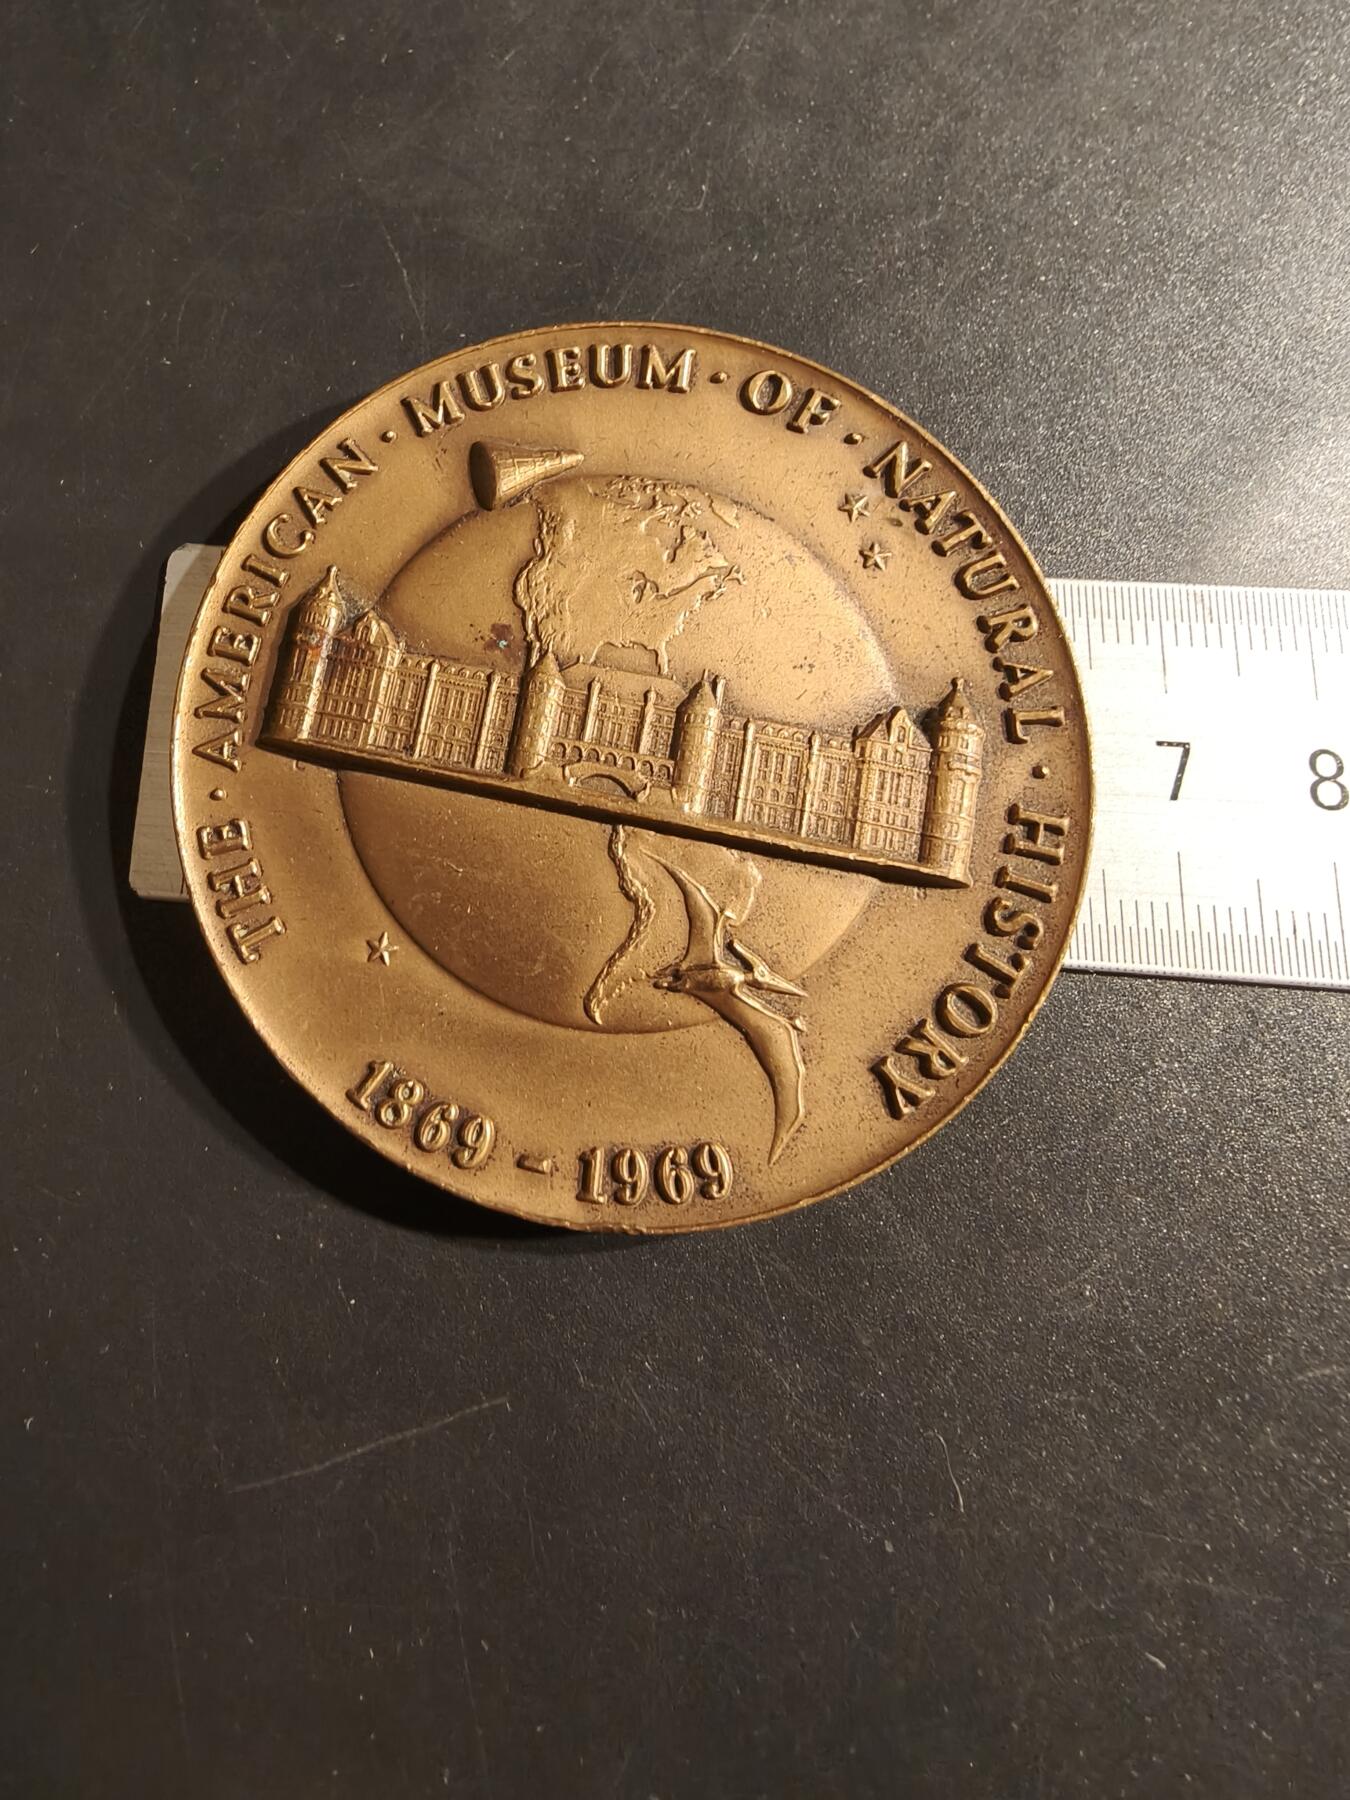 THE · AMERICAN · MUSEUM · OF · NATURAL · HISTORY
1869 - 1969
7 8